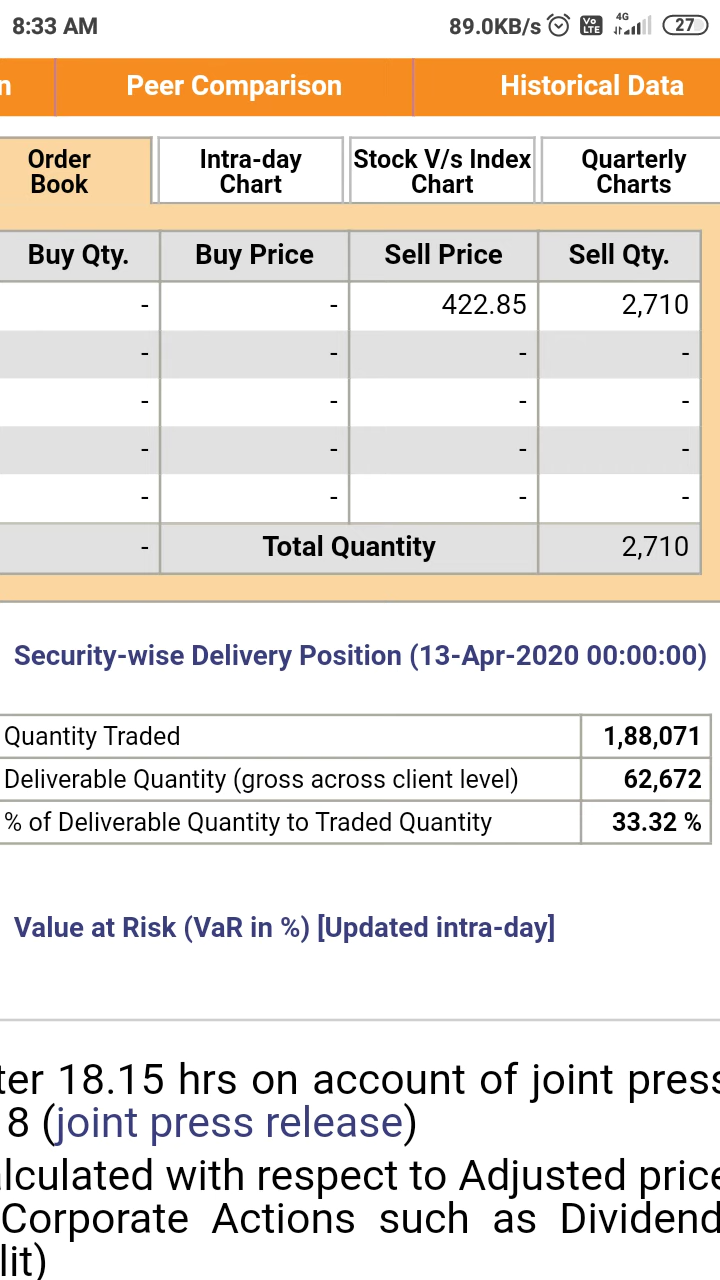 8:33 AM 89.0KB/s Vo LTE 4G 27
n Peer Comparison Historical Data
Order Book Intra-day Chart Stock V/s Index Chart Quarterly Charts
Buy Qty. Buy Price Sell Price Sell Qty.
- - 422.85 2,710
- - - -
- - - -
- - - -
- - - -
- Total Quantity 2,710
Security-wise Delivery Position (13-Apr-2020 00:00:00)
Quantity Traded 1,88,071
Deliverable Quantity (gross across client level) 62,672
% of Deliverable Quantity to Traded Quantity 33.32 %
Value at Risk (VaR in %) [Updated intra-day]
ter 18.15 hrs on account of joint press
8 (joint press release)
alculated with respect to Adjusted price
Corporate Actions such as Dividend
lit)